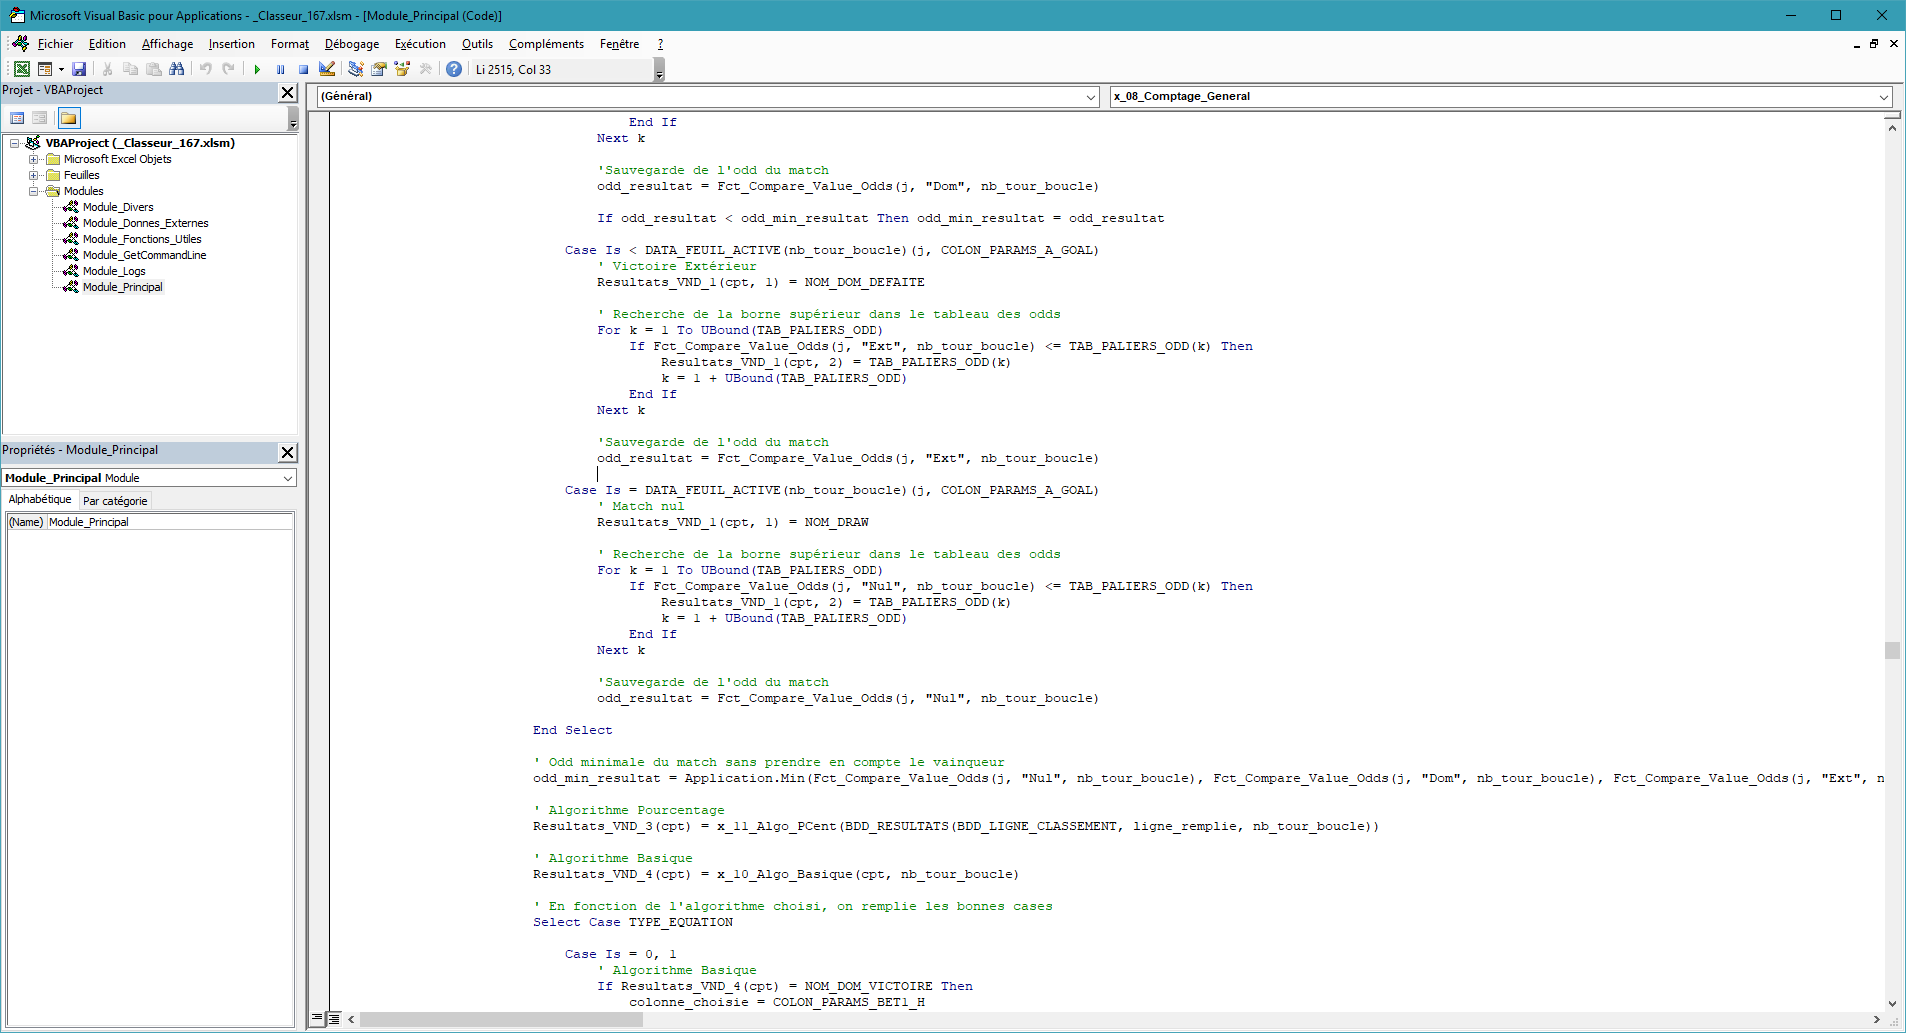 Microsoft Visual Basic pour Applications - _Classeur_167.xlsm - [Module_Principal (Code)]
Fichier Edition Affichage Insertion Format Débogage Exécution Outils Compléments Fenêtre ?
Li 2515, Col 33
Projet - VBAProject
VBAProject (_Classeur_167.xlsm)
Microsoft Excel Objets
Feuilles
Modules
Module_Divers
Module_Donnes_Externes
Module_Fonctions_Utiles
Module_GetCommandLine
Module_Logs
Module_Principal
Propriétés - Module_Principal
Module_Principal Module
Alphabétique Par catégorie
(Name) Module_Principal
(Général) x_08_Comptage_General
End If
Next k
'Sauvegarde de l'odd du match
odd_resultat = Fct_Compare_Value_Odds(j, "Dom", nb_tour_boucle)
If odd_resultat < odd_min_resultat Then odd_min_resultat = odd_resultat
Case Is < DATA_FEUIL_ACTIVE(nb_tour_boucle)(j, COLON_PARAMS_A_GOAL)
' Victoire Extérieur
Resultats_VND_1(cpt, 1) = NOM_DOM_DEFAITE
' Recherche de la borne supérieur dans le tableau des odds
For k = 1 To UBound(TAB_PALIERS_ODD)
If Fct_Compare_Value_Odds(j, "Ext", nb_tour_boucle) <= TAB_PALIERS_ODD(k) Then
Resultats_VND_1(cpt, 2) = TAB_PALIERS_ODD(k)
k = 1 + UBound(TAB_PALIERS_ODD)
End If
Next k
'Sauvegarde de l'odd du match
odd_resultat = Fct_Compare_Value_Odds(j, "Ext", nb_tour_boucle)
Case Is = DATA_FEUIL_ACTIVE(nb_tour_boucle)(j, COLON_PARAMS_A_GOAL)
' Match nul
Resultats_VND_1(cpt, 1) = NOM_DRAW
' Recherche de la borne supérieur dans le tableau des odds
For k = 1 To UBound(TAB_PALIERS_ODD)
If Fct_Compare_Value_Odds(j, "Nul", nb_tour_boucle) <= TAB_PALIERS_ODD(k) Then
Resultats_VND_1(cpt, 2) = TAB_PALIERS_ODD(k)
k = 1 + UBound(TAB_PALIERS_ODD)
End If
Next k
'Sauvegarde de l'odd du match
odd_resultat = Fct_Compare_Value_Odds(j, "Nul", nb_tour_boucle)
End Select
' Odd minimale du match sans prendre en compte le vainqueur
odd_min_resultat = Application.Min(Fct_Compare_Value_Odds(j, "Nul", nb_tour_boucle), Fct_Compare_Value_Odds(j, "Dom", nb_tour_boucle), Fct_Compare_Value_Odds(j, "Ext", n
' Algorithme Pourcentage
Resultats_VND_3(cpt) = x_11_Algo_PCent(BDD_RESULTATS(BDD_LIGNE_CLASSEMENT, ligne_remplie, nb_tour_boucle))
' Algorithme Basique
Resultats_VND_4(cpt) = x_10_Algo_Basique(cpt, nb_tour_boucle)
' En fonction de l'algorithme choisi, on remplie les bonnes cases
Select Case TYPE_EQUATION
Case Is = 0, 1
' Algorithme Basique
If Resultats_VND_4(cpt) = NOM_DOM_VICTOIRE Then
colonne_choisie = COLON_PARAMS_BET1_H